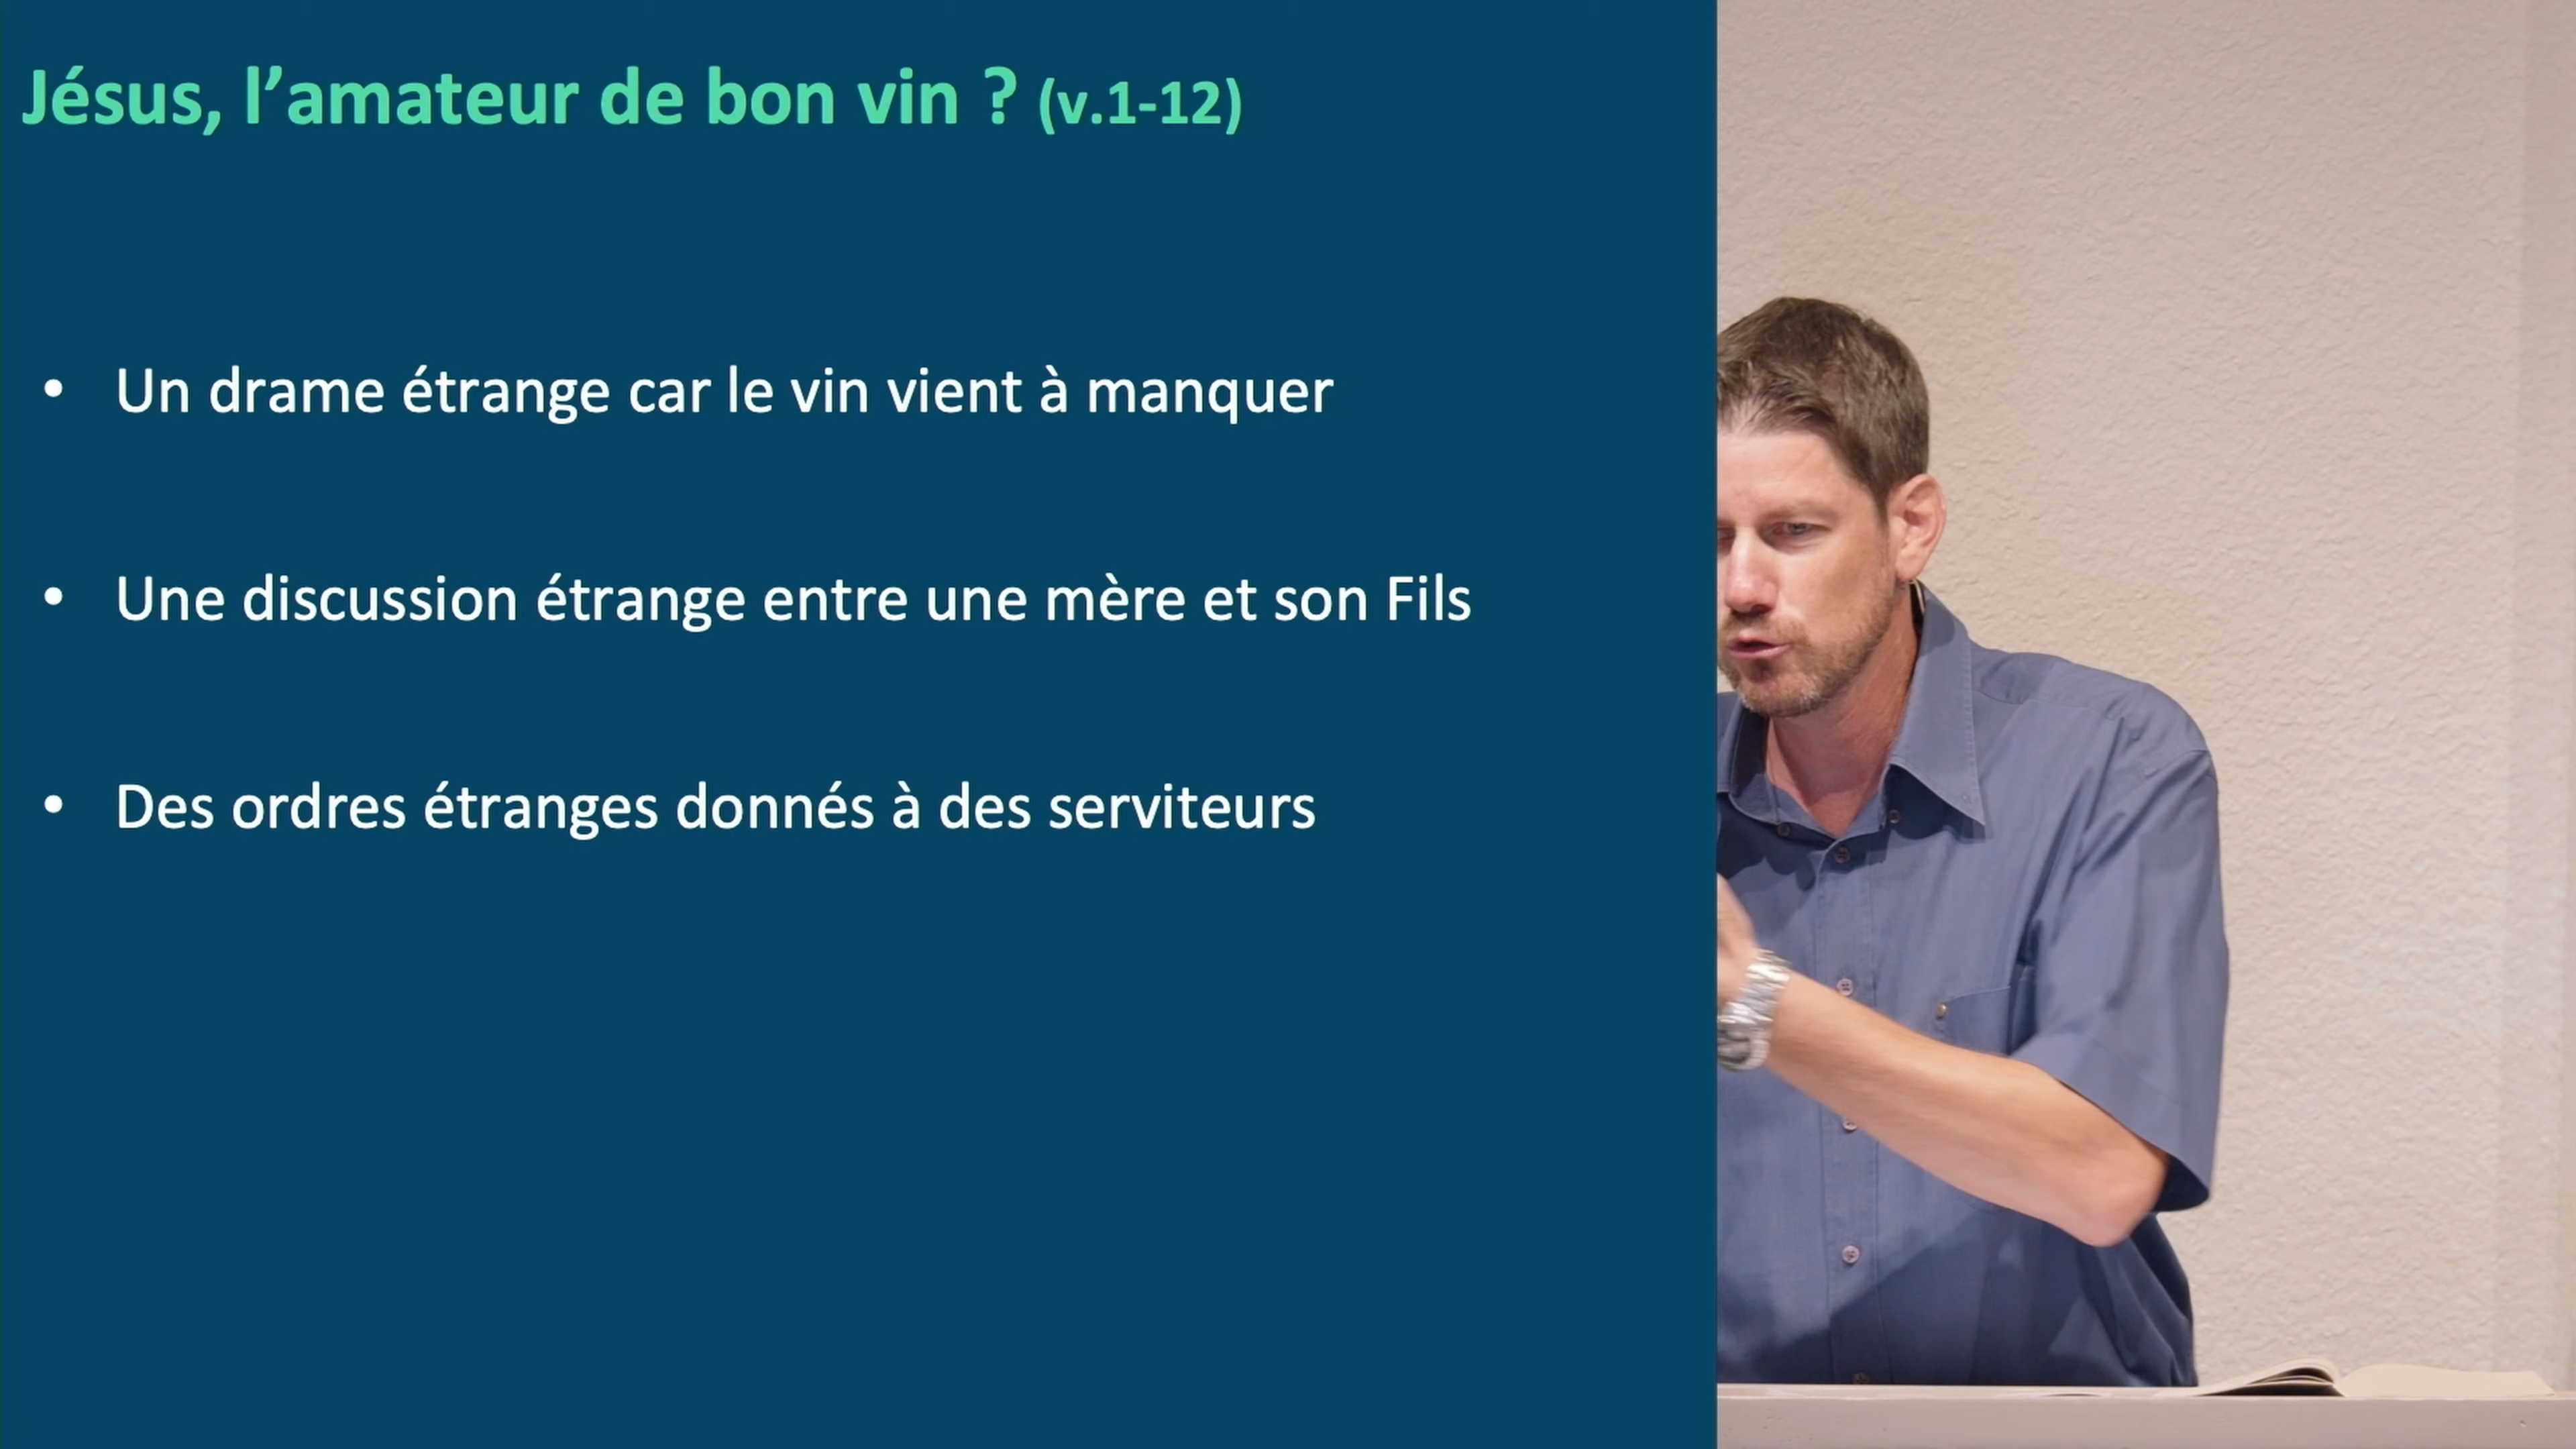 Jésus, l’amateur de bon vin ? (v.1-12)
• Un drame étrange car le vin vient à manquer
• Une discussion étrange entre une mère et son Fils
• Des ordres étranges donnés à des serviteurs